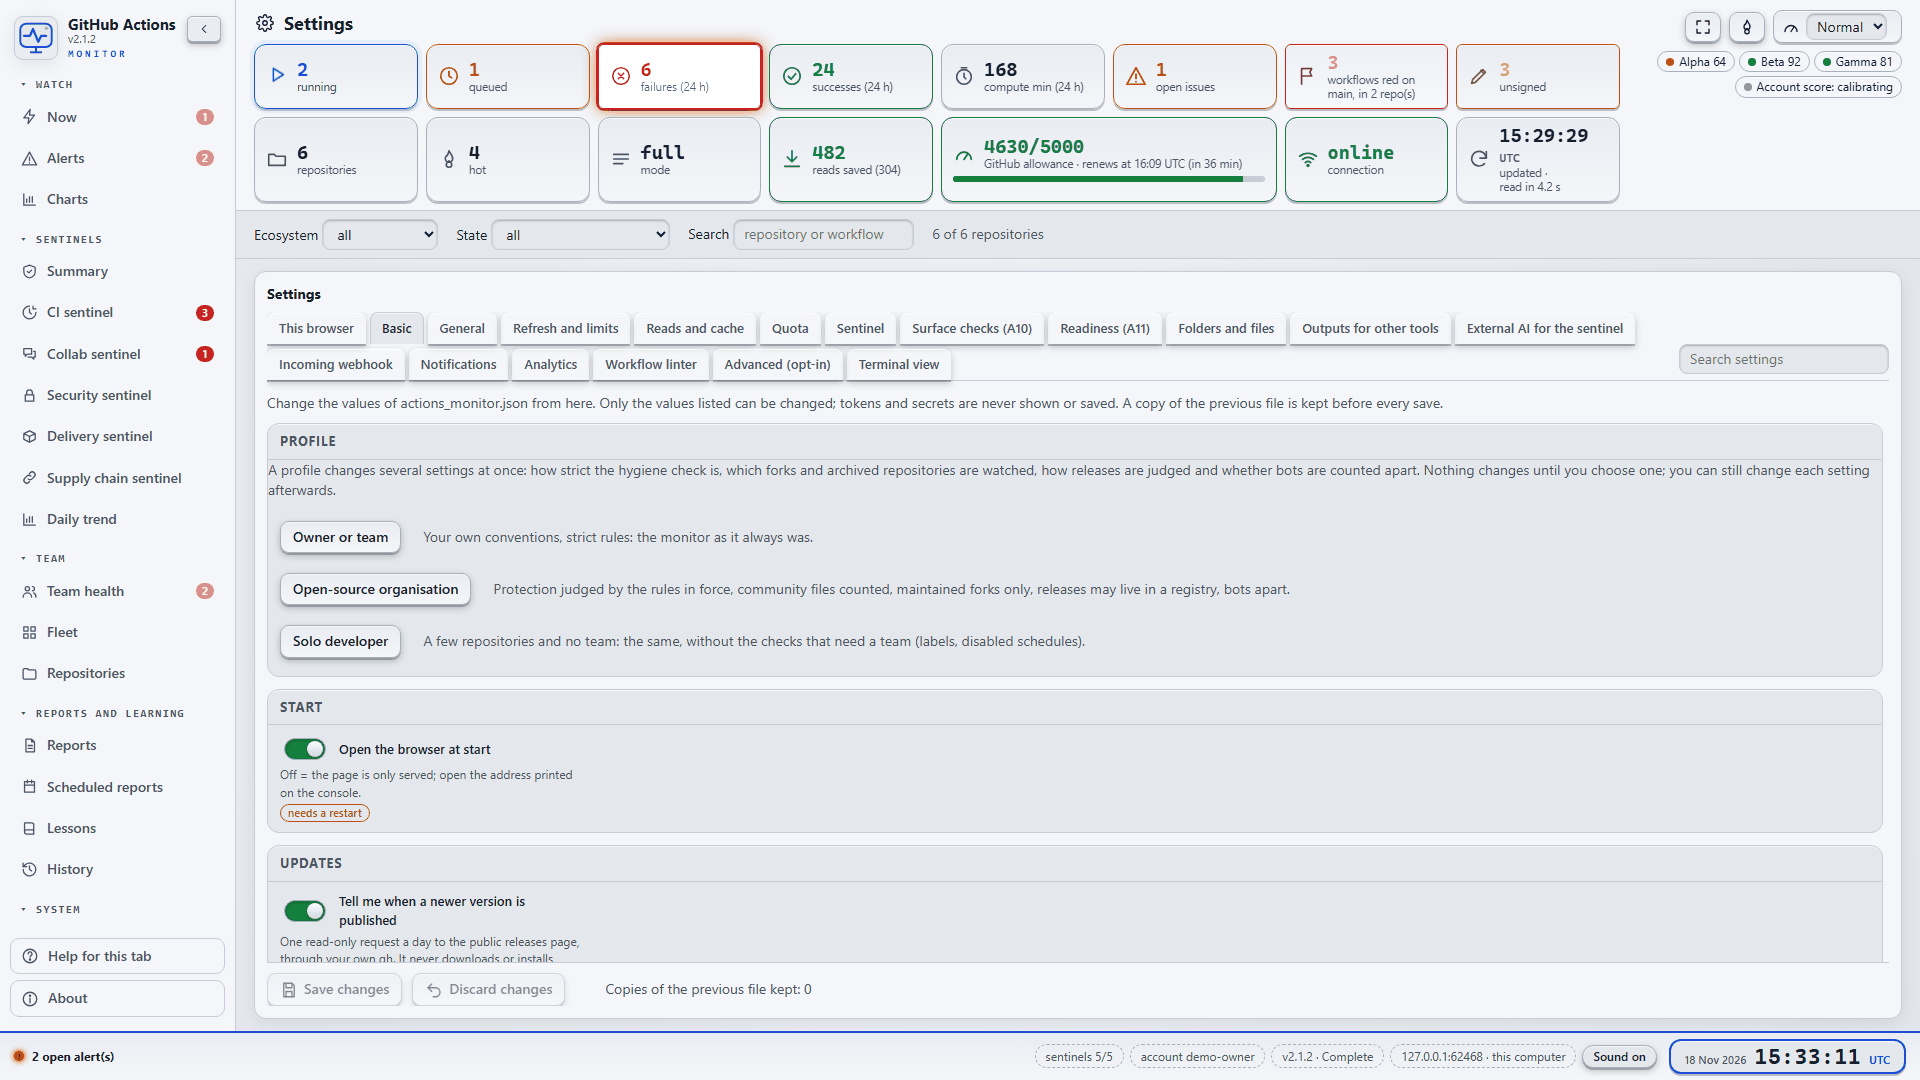 GitHub Actions
v2.1.2
MONITOR
WATCH
Now 1
Alerts 2
Charts
SENTINELS
Summary
CI sentinel 3
Collab sentinel 1
Security sentinel
Delivery sentinel
Supply chain sentinel
Daily trend
TEAM
Team health 2
Fleet
Repositories
REPORTS AND LEARNING
Reports
Scheduled reports
Lessons
History
SYSTEM
Help for this tab
About
Settings
Normal
Alpha 64
Beta 92
Gamma 81
Account score: calibrating
2
running
1
queued
6
failures (24 h)
24
successes (24 h)
168
compute min (24 h)
1
open issues
3
workflows red on
main, in 2 repo(s)
3
unsigned
6
repositories
4
hot
full
mode
482
reads saved (304)
4630/5000
GitHub allowance · renews at 16:09 UTC (in 36 min)
online
connection
15:29:29
UTC
updated ·
read in 4.2 s
Ecosystem all State all Search repository or workflow 6 of 6 repositories
Settings
This browser Basic General Refresh and limits Reads and cache Quota Sentinel Surface checks (A10) Readiness (A11) Folders and files Outputs for other tools External AI for the sentinel
Incoming webhook Notifications Analytics Workflow linter Advanced (opt-in) Terminal view
Search settings
Change the values of actions_monitor.json from here. Only the values listed can be changed; tokens and secrets are never shown or saved. A copy of the previous file is kept before every save.
PROFILE
A profile changes several settings at once: how strict the hygiene check is, which forks and archived repositories are watched, how releases are judged and whether bots are counted apart. Nothing changes until you choose one; you can still change each setting
afterwards.
Owner or team Your own conventions, strict rules: the monitor as it always was.
Open-source organisation Protection judged by the rules in force, community files counted, maintained forks only, releases may live in a registry, bots apart.
Solo developer A few repositories and no team: the same, without the checks that need a team (labels, disabled schedules).
START
Open the browser at start
Off = the page is only served; open the address printed
on the console.
needs a restart
UPDATES
Tell me when a newer version is
published
One read-only request a day to the public releases page,
through your own gh. It never downloads or installs
Save changes Discard changes Copies of the previous file kept: 0
2 open alert(s)
sentinels 5/5
account demo-owner
v2.1.2 · Complete
127.0.0.1:62468 · this computer
Sound on
18 Nov 2026 15:33:11 UTC